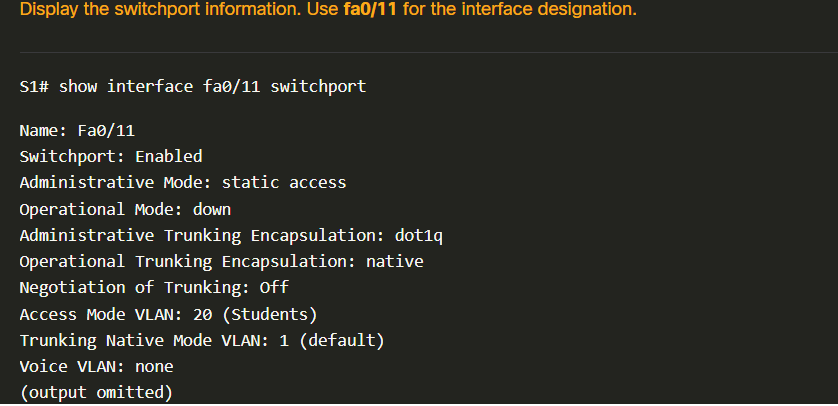 Display the switchport information. Use fa0/11 for the interface designation.
S1# show interface fa0/11 switchport
Name: Fa0/11
Switchport: Enabled
Administrative Mode: static access
Operational Mode: down
Administrative Trunking Encapsulation: dot1q
Operational Trunking Encapsulation: native
Negotiation of Trunking: Off
Access Mode VLAN: 20 (Students)
Trunking Native Mode VLAN: 1 (default)
Voice VLAN: none
(output omitted)